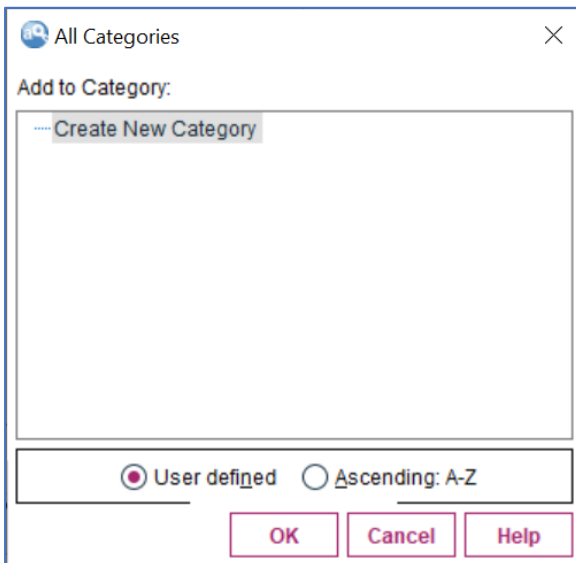 All Categories
Add to Category:
Create New Category
User defined Ascending: A-Z
OK Cancel Help